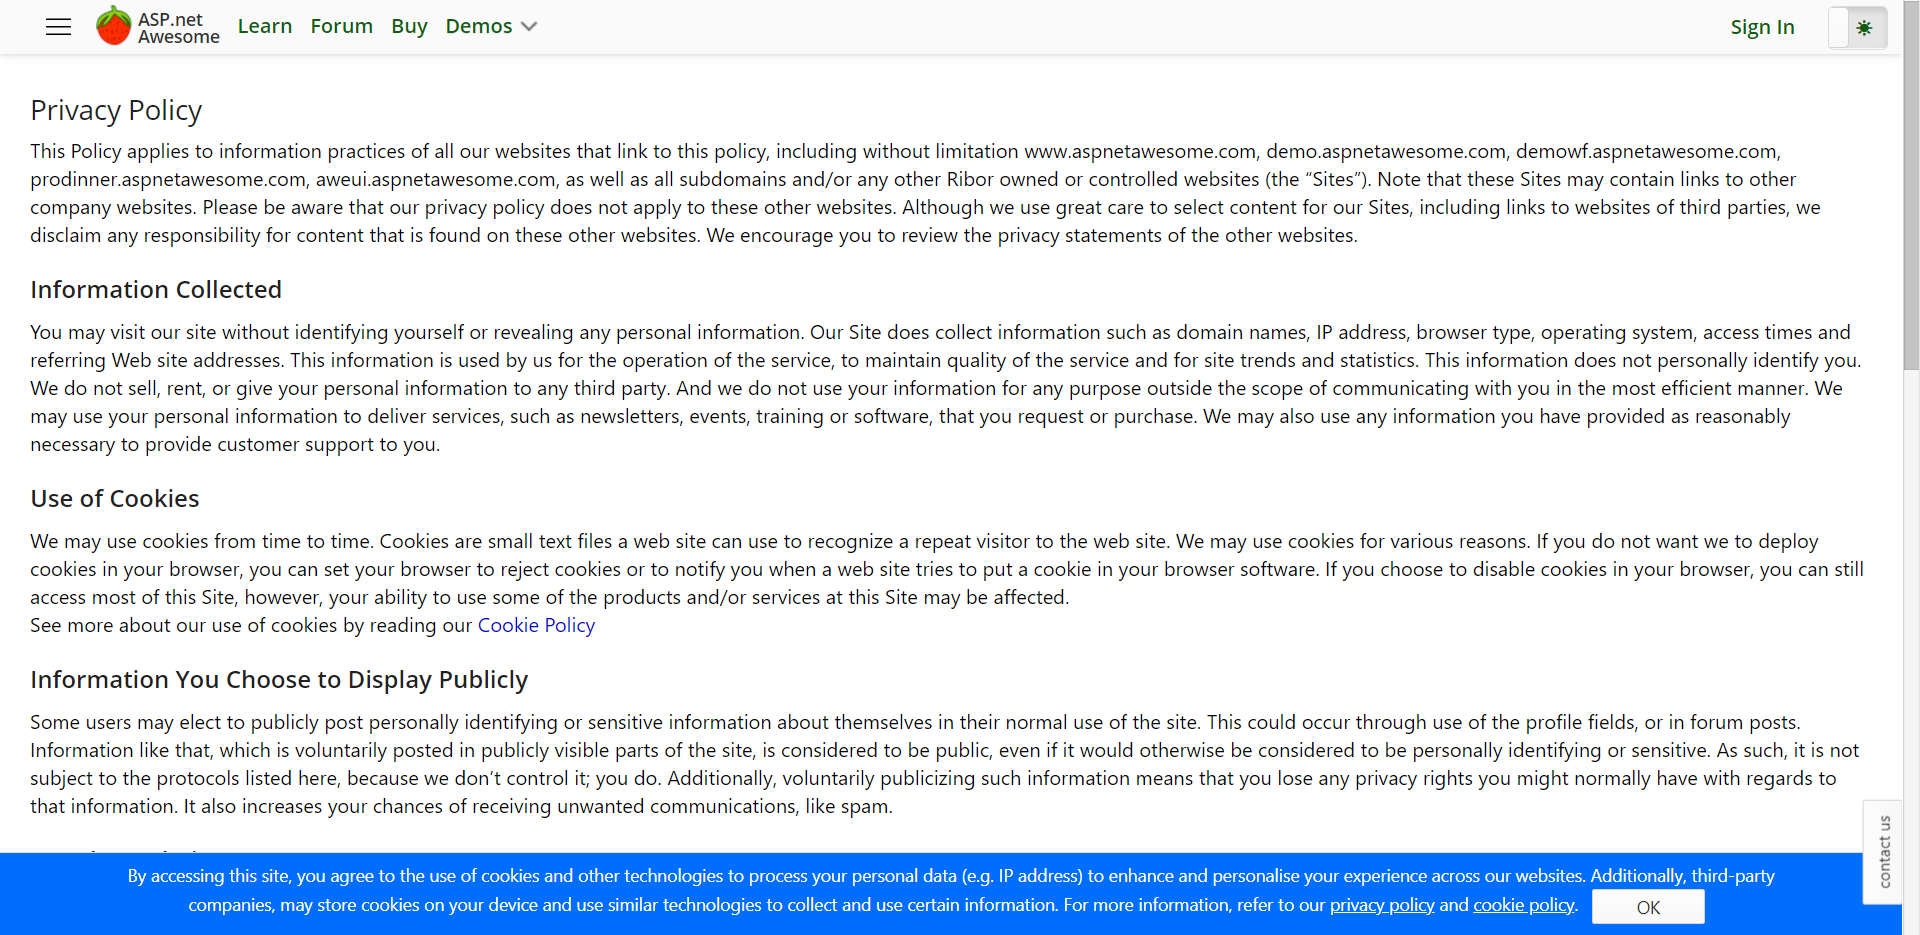 ASP.net
Awesome
Learn Forum Buy Demos
Sign In
Privacy Policy
This Policy applies to information practices of all our websites that link to this policy, including without limitation www.aspnetawesome.com, demo.aspnetawesome.com, demowf.aspnetawesome.com,
prodinner.aspnetawesome.com, aweui.aspnetawesome.com, as well as all subdomains and/or any other Ribor owned or controlled websites (the “Sites”). Note that these Sites may contain links to other
company websites. Please be aware that our privacy policy does not apply to these other websites. Although we use great care to select content for our Sites, including links to websites of third parties, we
disclaim any responsibility for content that is found on these other websites. We encourage you to review the privacy statements of the other websites.
Information Collected
You may visit our site without identifying yourself or revealing any personal information. Our Site does collect information such as domain names, IP address, browser type, operating system, access times and
referring Web site addresses. This information is used by us for the operation of the service, to maintain quality of the service and for site trends and statistics. This information does not personally identify you.
We do not sell, rent, or give your personal information to any third party. And we do not use your information for any purpose outside the scope of communicating with you in the most efficient manner. We
may use your personal information to deliver services, such as newsletters, events, training or software, that you request or purchase. We may also use any information you have provided as reasonably
necessary to provide customer support to you.
Use of Cookies
We may use cookies from time to time. Cookies are small text files a web site can use to recognize a repeat visitor to the web site. We may use cookies for various reasons. If you do not want we to deploy
cookies in your browser, you can set your browser to reject cookies or to notify you when a web site tries to put a cookie in your browser software. If you choose to disable cookies in your browser, you can still
access most of this Site, however, your ability to use some of the products and/or services at this Site may be affected.
See more about our use of cookies by reading our Cookie Policy
Information You Choose to Display Publicly
Some users may elect to publicly post personally identifying or sensitive information about themselves in their normal use of the site. This could occur through use of the profile fields, or in forum posts.
Information like that, which is voluntarily posted in publicly visible parts of the site, is considered to be public, even if it would otherwise be considered to be personally identifying or sensitive. As such, it is not
subject to the protocols listed here, because we don’t control it; you do. Additionally, voluntarily publicizing such information means that you lose any privacy rights you might normally have with regards to
that information. It also increases your chances of receiving unwanted communications, like spam.
contact us
By accessing this site, you agree to the use of cookies and other technologies to process your personal data (e.g. IP address) to enhance and personalise your experience across our websites. Additionally, third-party
companies, may store cookies on your device and use similar technologies to collect and use certain information. For more information, refer to our privacy policy and cookie policy. OK